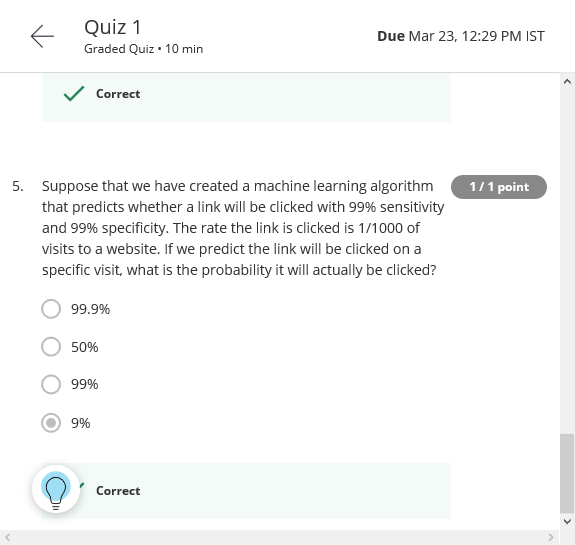 Quiz 1
Graded Quiz • 10 min
Due Mar 23, 12:29 PM IST
Correct
5. Suppose that we have created a machine learning algorithm
that predicts whether a link will be clicked with 99% sensitivity
and 99% specificity. The rate the link is clicked is 1/1000 of
visits to a website. If we predict the link will be clicked on a
specific visit, what is the probability it will actually be clicked?
1 / 1 point
99.9%
50%
99%
9%
Correct